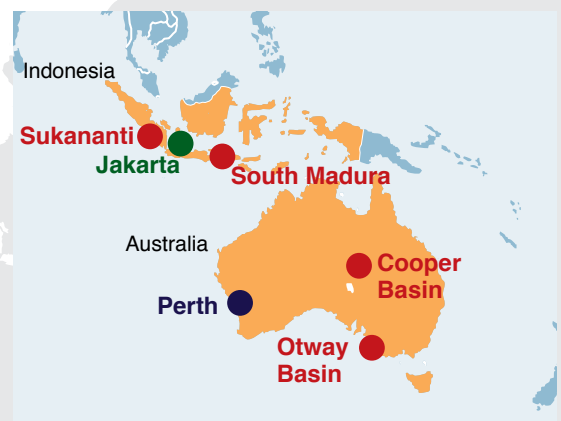 Indonesia
Sukananti
Jakarta
South Madura
Australia
Cooper
Basin
Perth
Otway
Basin